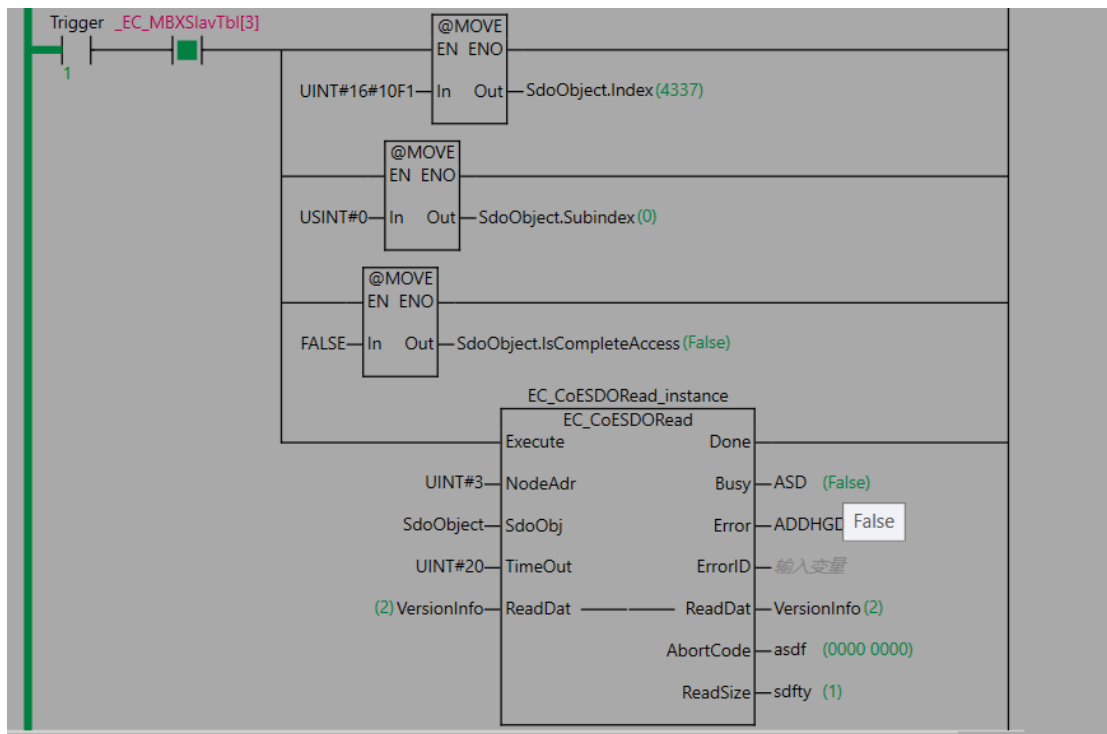 Trigger _EC_MBXSlavTbl[3]
1
@MOVE
EN ENO
UINT#16#10F1 In Out SdoObject.Index (4337)
@MOVE
EN ENO
USINT#0 In Out SdoObject.Subindex (0)
@MOVE
EN ENO
FALSE In Out SdoObject.IsCompleteAccess (False)
EC_CoESDORead_instance
EC_CoESDORead
Execute Done
UINT#3 NodeAdr Busy ASD (False)
SdoObject SdoObj Error ADDHGD False
UINT#20 TimeOut ErrorID 输入变量
(2) VersionInfo ReadDat ReadDat VersionInfo (2)
AbortCode asdf (0000 0000)
ReadSize sdfty (1)